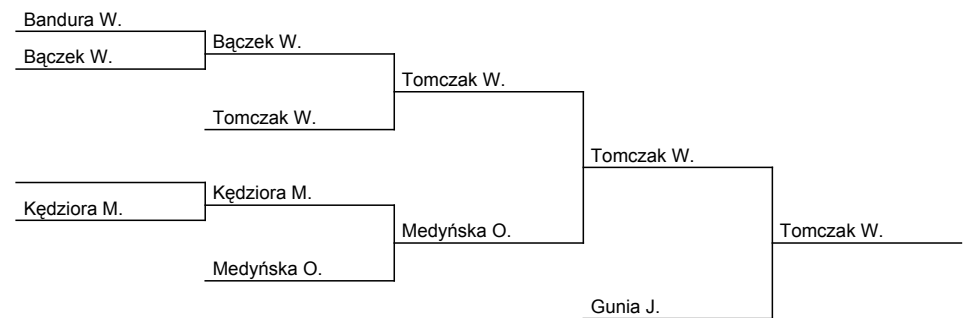 Bandura W.
Bączek W.
Bączek W.
Tomczak W.
Tomczak W.
Tomczak W.
Kędziora M.
Kędziora M.
Medyńska O.
Tomczak W.
Medyńska O.
Gunia J.